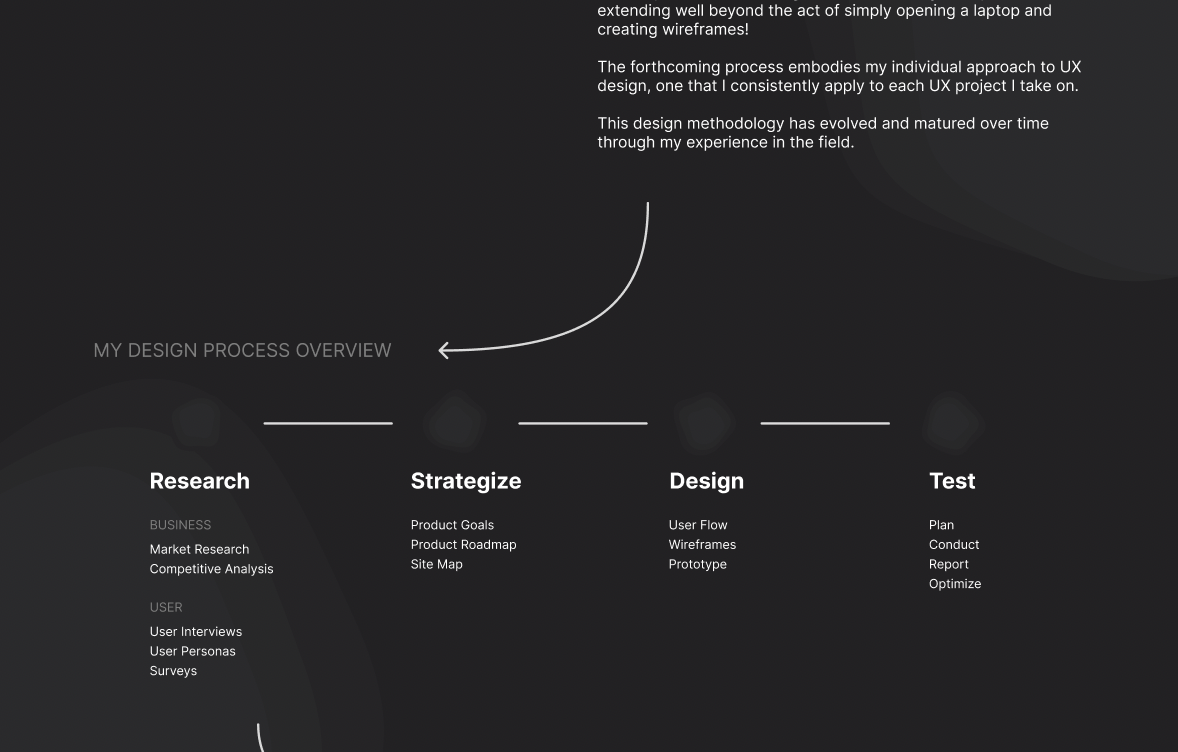 extending well beyond the act of simply opening a laptop and
creating wireframes!
The forthcoming process embodies my individual approach to UX
design, one that I consistently apply to each UX project I take on.
This design methodology has evolved and matured over time
through my experience in the field.
MY DESIGN PROCESS OVERVIEW
Research
BUSINESS
Market Research
Competitive Analysis
USER
User Interviews
User Personas
Surveys
Strategize
Product Goals
Product Roadmap
Site Map
Design
User Flow
Wireframes
Prototype
Test
Plan
Conduct
Report
Optimize